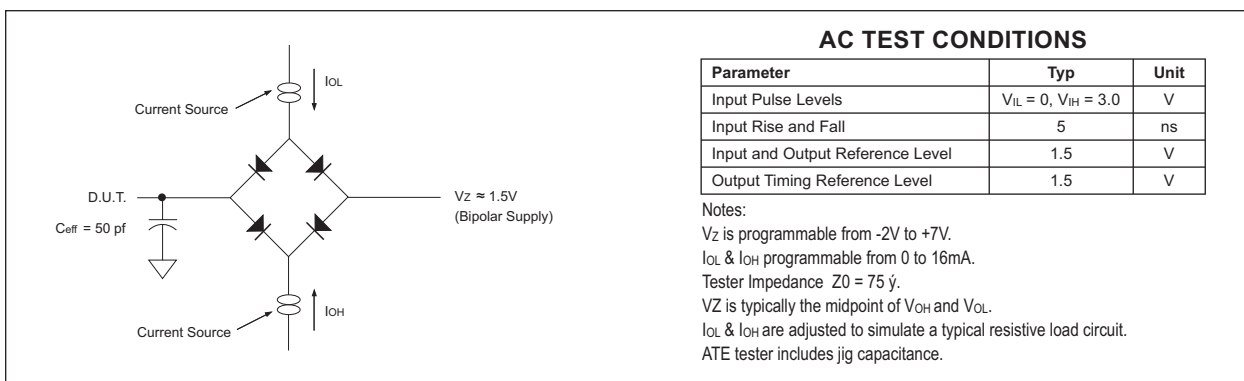 IOL
Current Source
D.U.T.
Ceff = 50 pf
VZ ≈ 1.5V
(Bipolar Supply)
IOH
Current Source
AC TEST CONDITIONS
Parameter Typ Unit
Input Pulse Levels VIL = 0, VIH = 3.0 V
Input Rise and Fall 5 ns
Input and Output Reference Level 1.5 V
Output Timing Reference Level 1.5 V
Notes:
VZ is programmable from -2V to +7V.
IOL & IOH programmable from 0 to 16mA.
Tester Impedance Z0 = 75 ý.
VZ is typically the midpoint of VOH and VOL.
IOL & IOH are adjusted to simulate a typical resistive load circuit.
ATE tester includes jig capacitance.